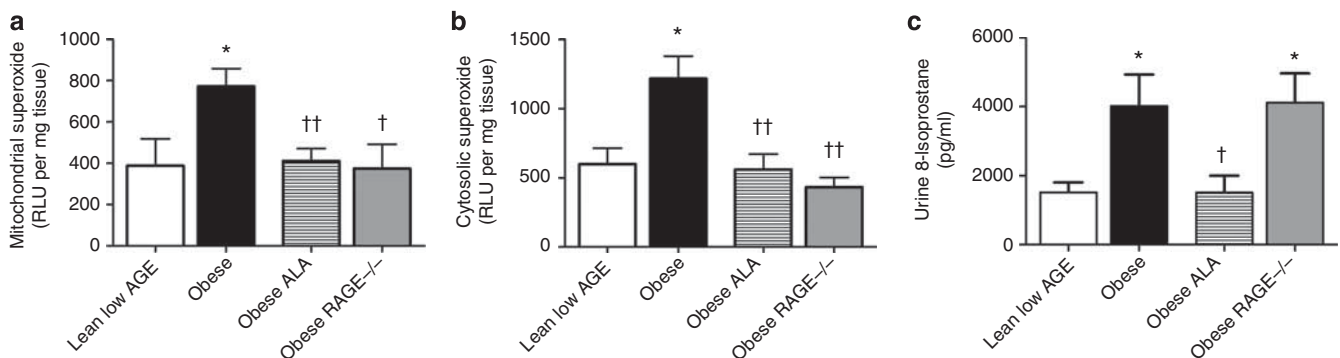 a
Mitochondrial superoxide
(RLU per mg tissue)
1000
800
600
400
200
0
*
††
†
Lean low AGE
Obese
Obese ALA
Obese RAGE−/−
b
Cytosolic superoxide
(RLU per mg tissue)
1500
1000
500
0
*
††
††
Lean low AGE
Obese
Obese ALA
Obese RAGE−/−
c
Urine 8-Isoprostane
(pg/ml)
6000
4000
2000
0
*
†
*
Lean low AGE
Obese
Obese ALA
Obese RAGE−/−